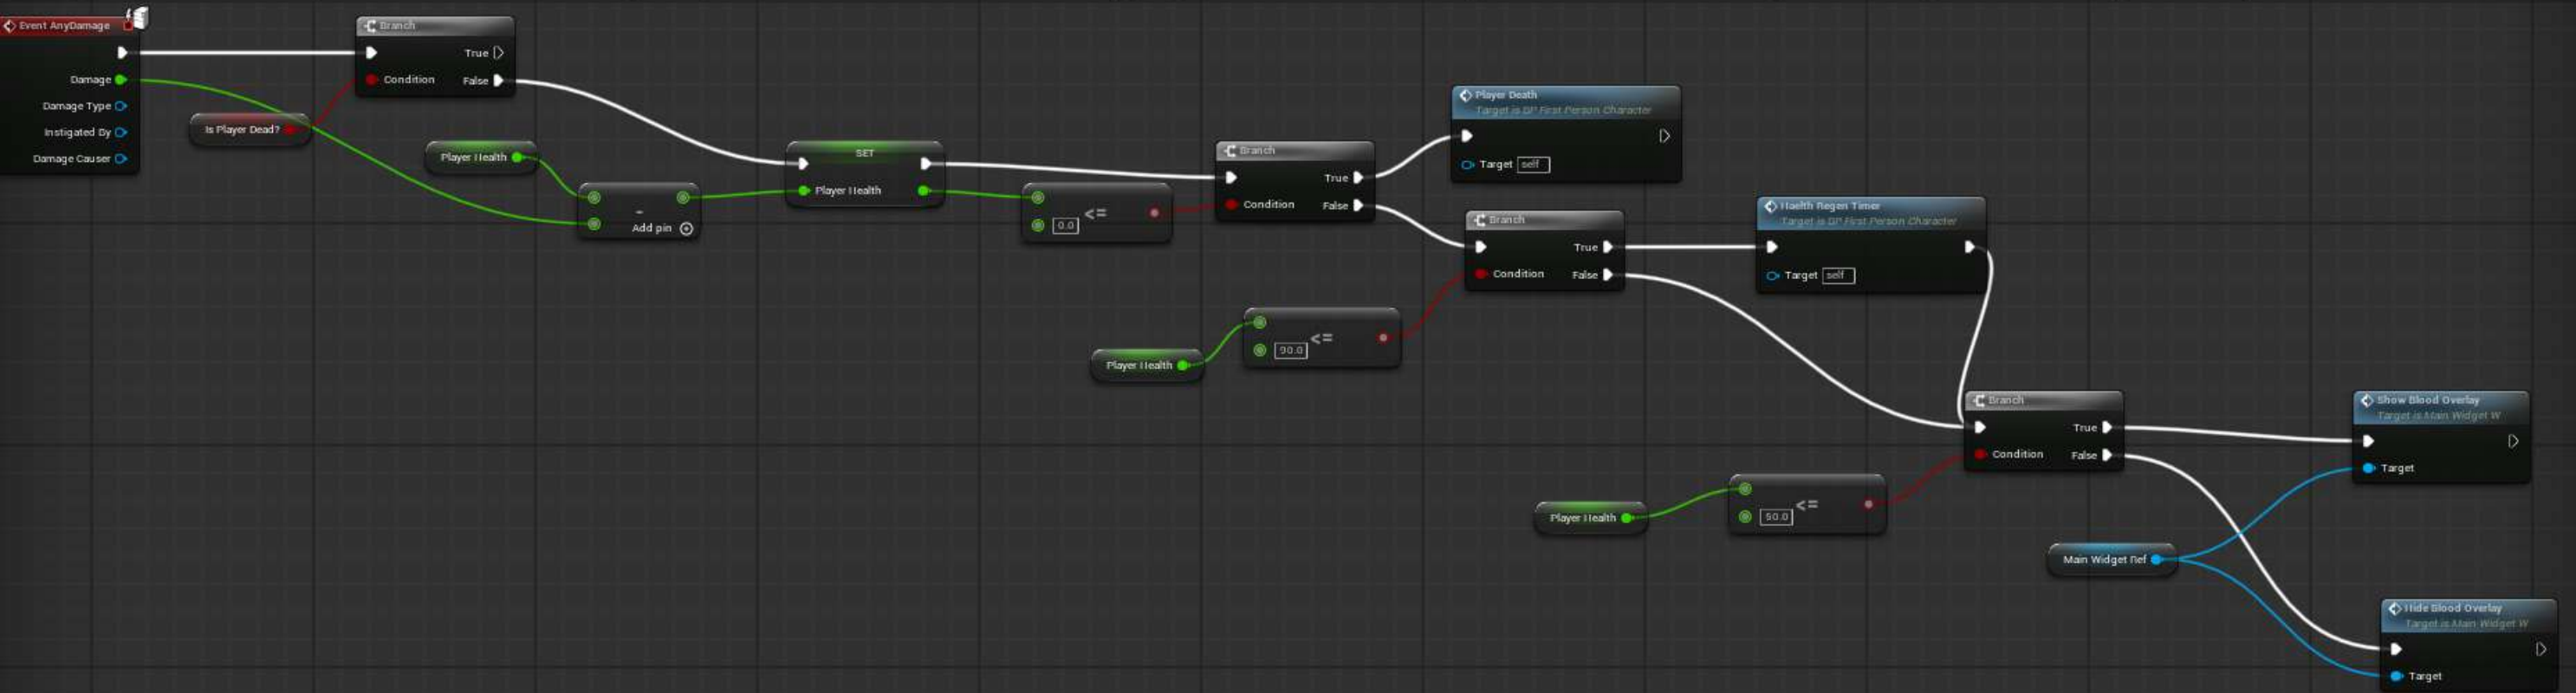 Event AnyDamage
Damage
Damage Type
Instigated By
Damage Causer
Branch
True
Condition
False
Is Player Dead?
Player Health
-
Add pin
SET
Player Health
<=
0.0
Branch
True
Condition
False
Player Death
Target is BP First Person Character
Target
self
Branch
True
Condition
False
Player Health
<=
90.0
Haelth Regen Timer
Target is BP First Person Character
Target
self
Branch
True
Condition
False
Player Health
<=
50.0
Main Widget Ref
Show Blood Overlay
Target is Main Widget W
Target
Hide Blood Overlay
Target is Main Widget W
Target